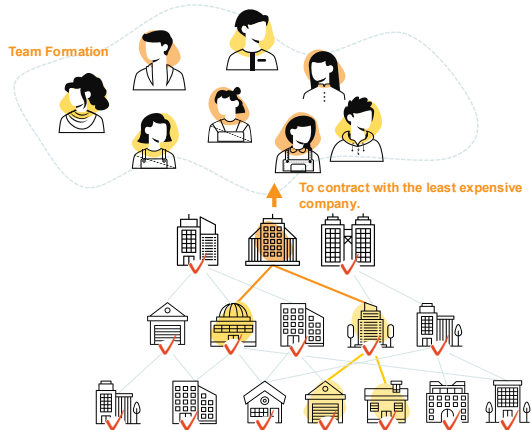 Team Formation
To contract with the least expensive
company.